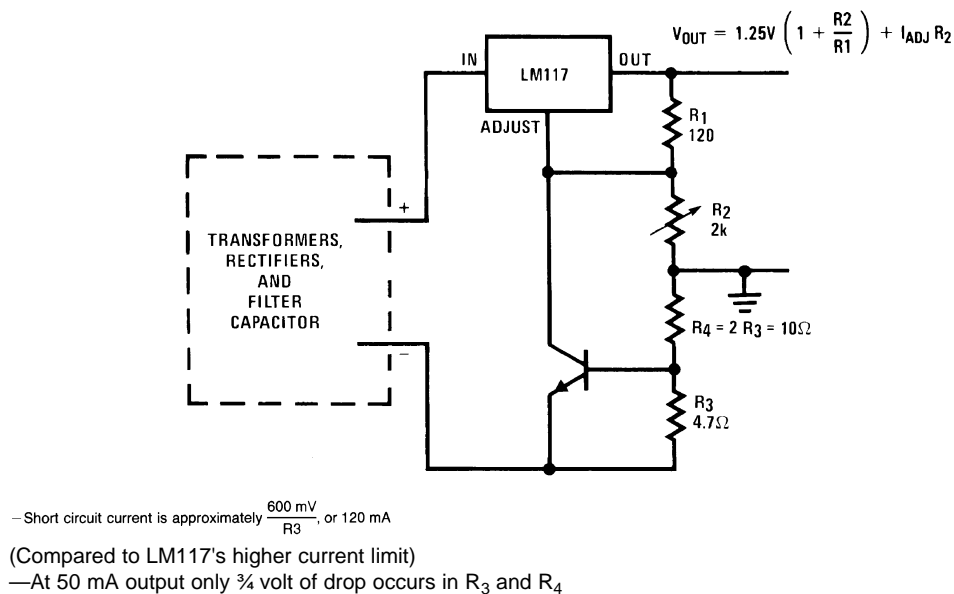 V_OUT = 1.25V (1 + R2/R1) + I_ADJ R2
IN
LM117
OUT
ADJUST
R1
120
R2
2k
+
TRANSFORMERS,
RECTIFIERS,
AND
FILTER
CAPACITOR
−
R4 = 2 R3 = 10Ω
R3
4.7Ω
–Short circuit current is approximately 600 mV/R3, or 120 mA
(Compared to LM117's higher current limit)
—At 50 mA output only ¾ volt of drop occurs in R3 and R4